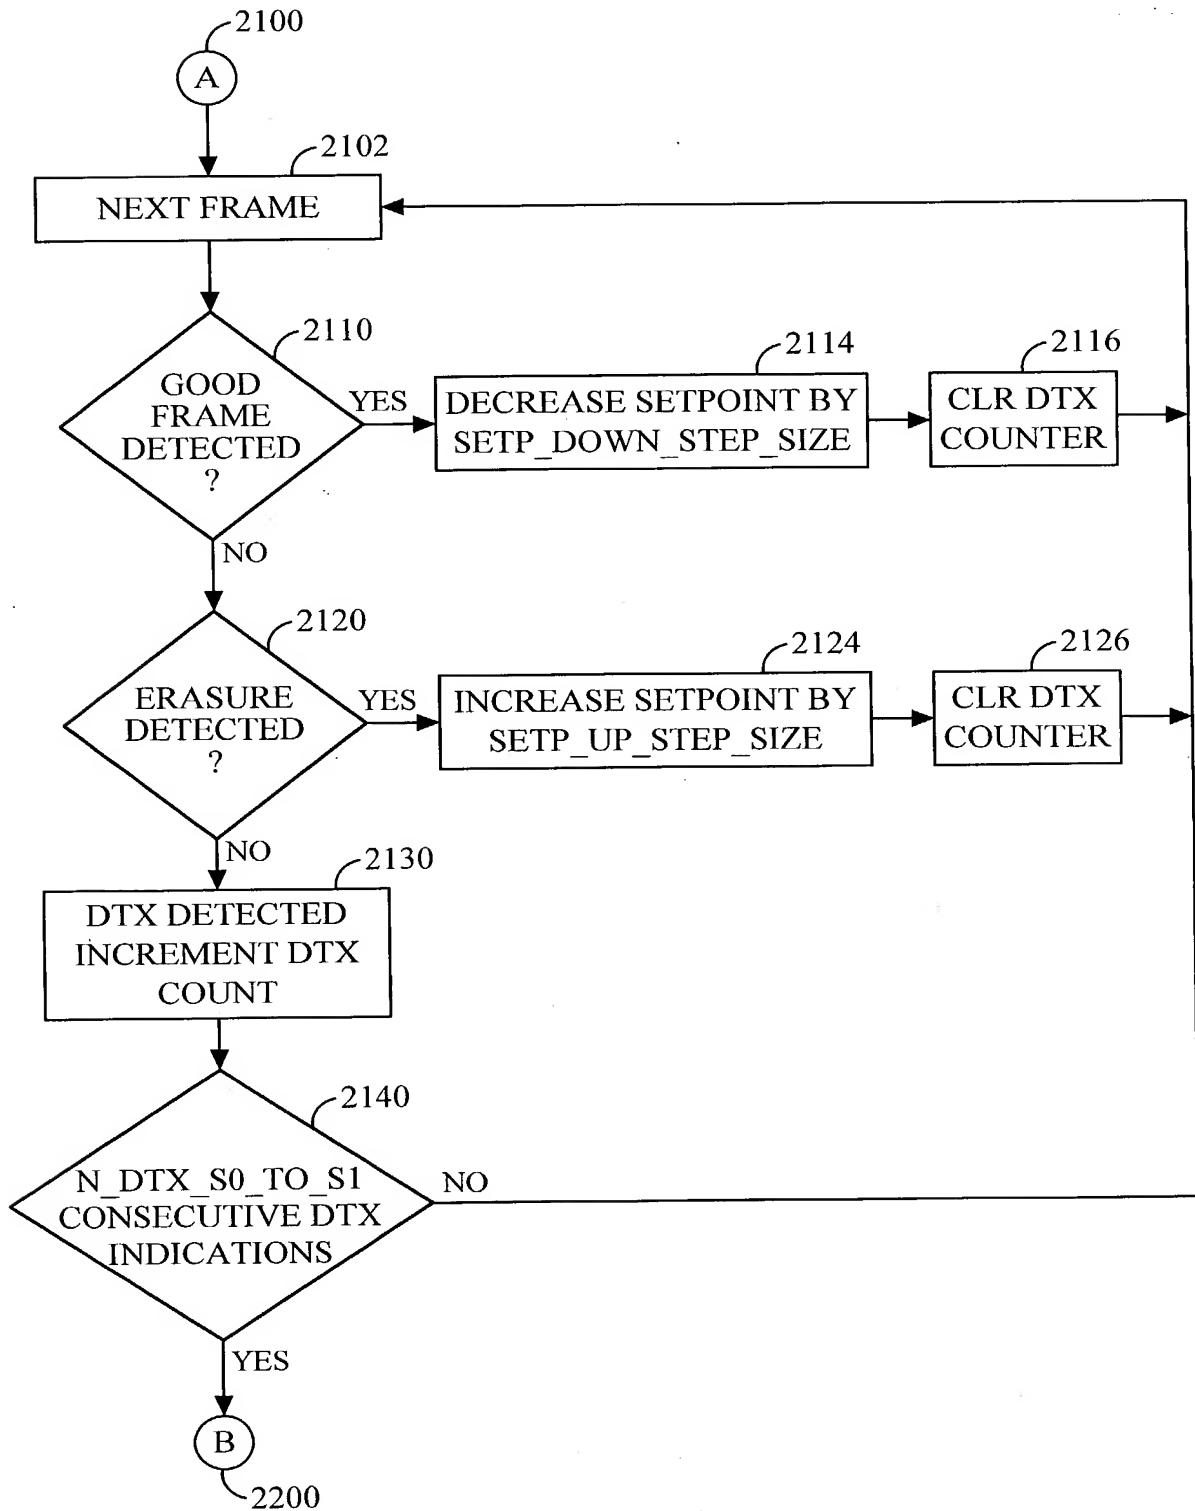 2100
A
2102
NEXT FRAME
2110
GOOD
FRAME
DETECTED
?
YES
2114
DECREASE SETPOINT BY
SETP_DOWN_STEP_SIZE
2116
CLR DTX
COUNTER
NO
2120
ERASURE
DETECTED
?
YES
2124
INCREASE SETPOINT BY
SETP_UP_STEP_SIZE
2126
CLR DTX
COUNTER
NO
2130
DTX DETECTED
INCREMENT DTX
COUNT
2140
N_DTX_S0_TO_S1
CONSECUTIVE DTX
INDICATIONS
NO
YES
B
2200